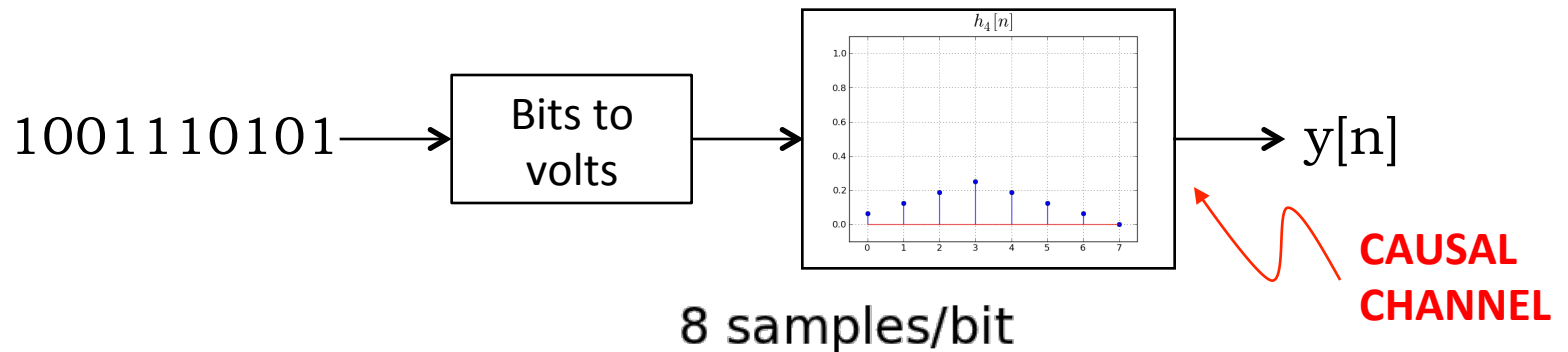 h₄[n]
1.0
0.8
0.6
0.4
0.2
0.0
0 1 2 3 4 5 6 7
1001110101
Bits to
volts
y[n]
CAUSAL
CHANNEL
8 samples/bit